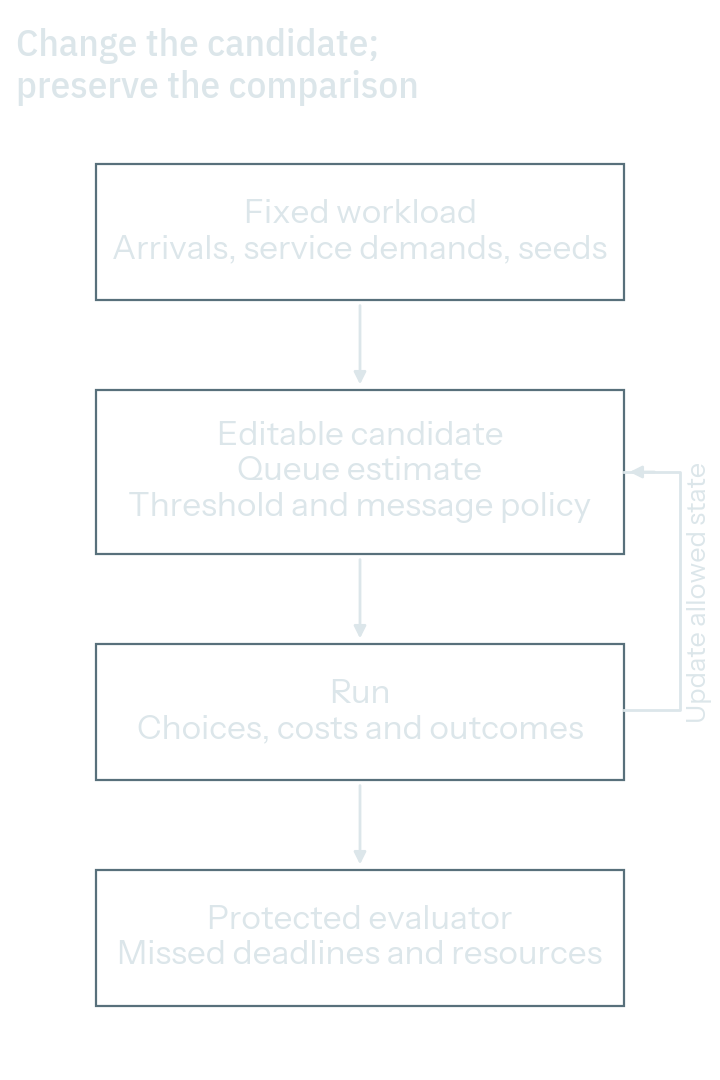 Change the candidate;
preserve the comparison
Fixed workload
Arrivals, service demands, seeds
Editable candidate
Queue estimate
Threshold and message policy
Update allowed state
Run
Choices, costs and outcomes
Protected evaluator
Missed deadlines and resources